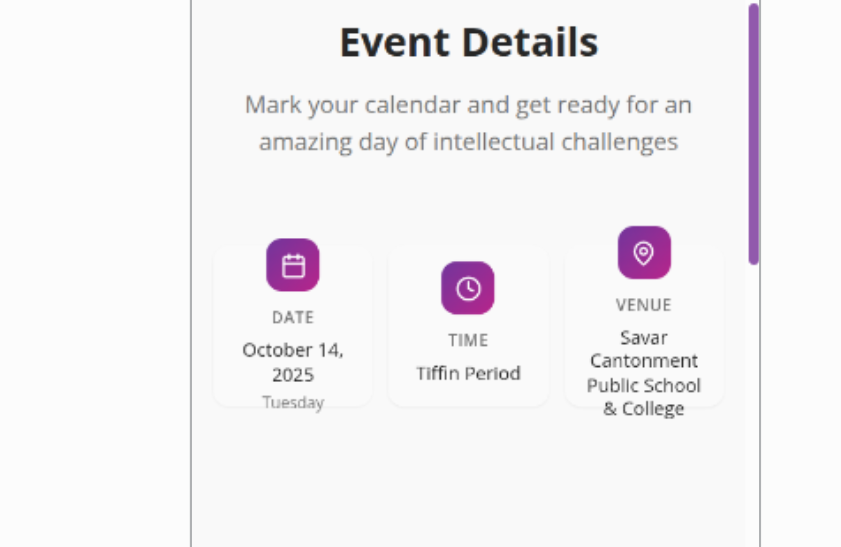 Event Details
Mark your calendar and get ready for an
amazing day of intellectual challenges
DATE
October 14,
2025
Tuesday
TIME
Tiffin Period
VENUE
Savar
Cantonment
Public School
& College